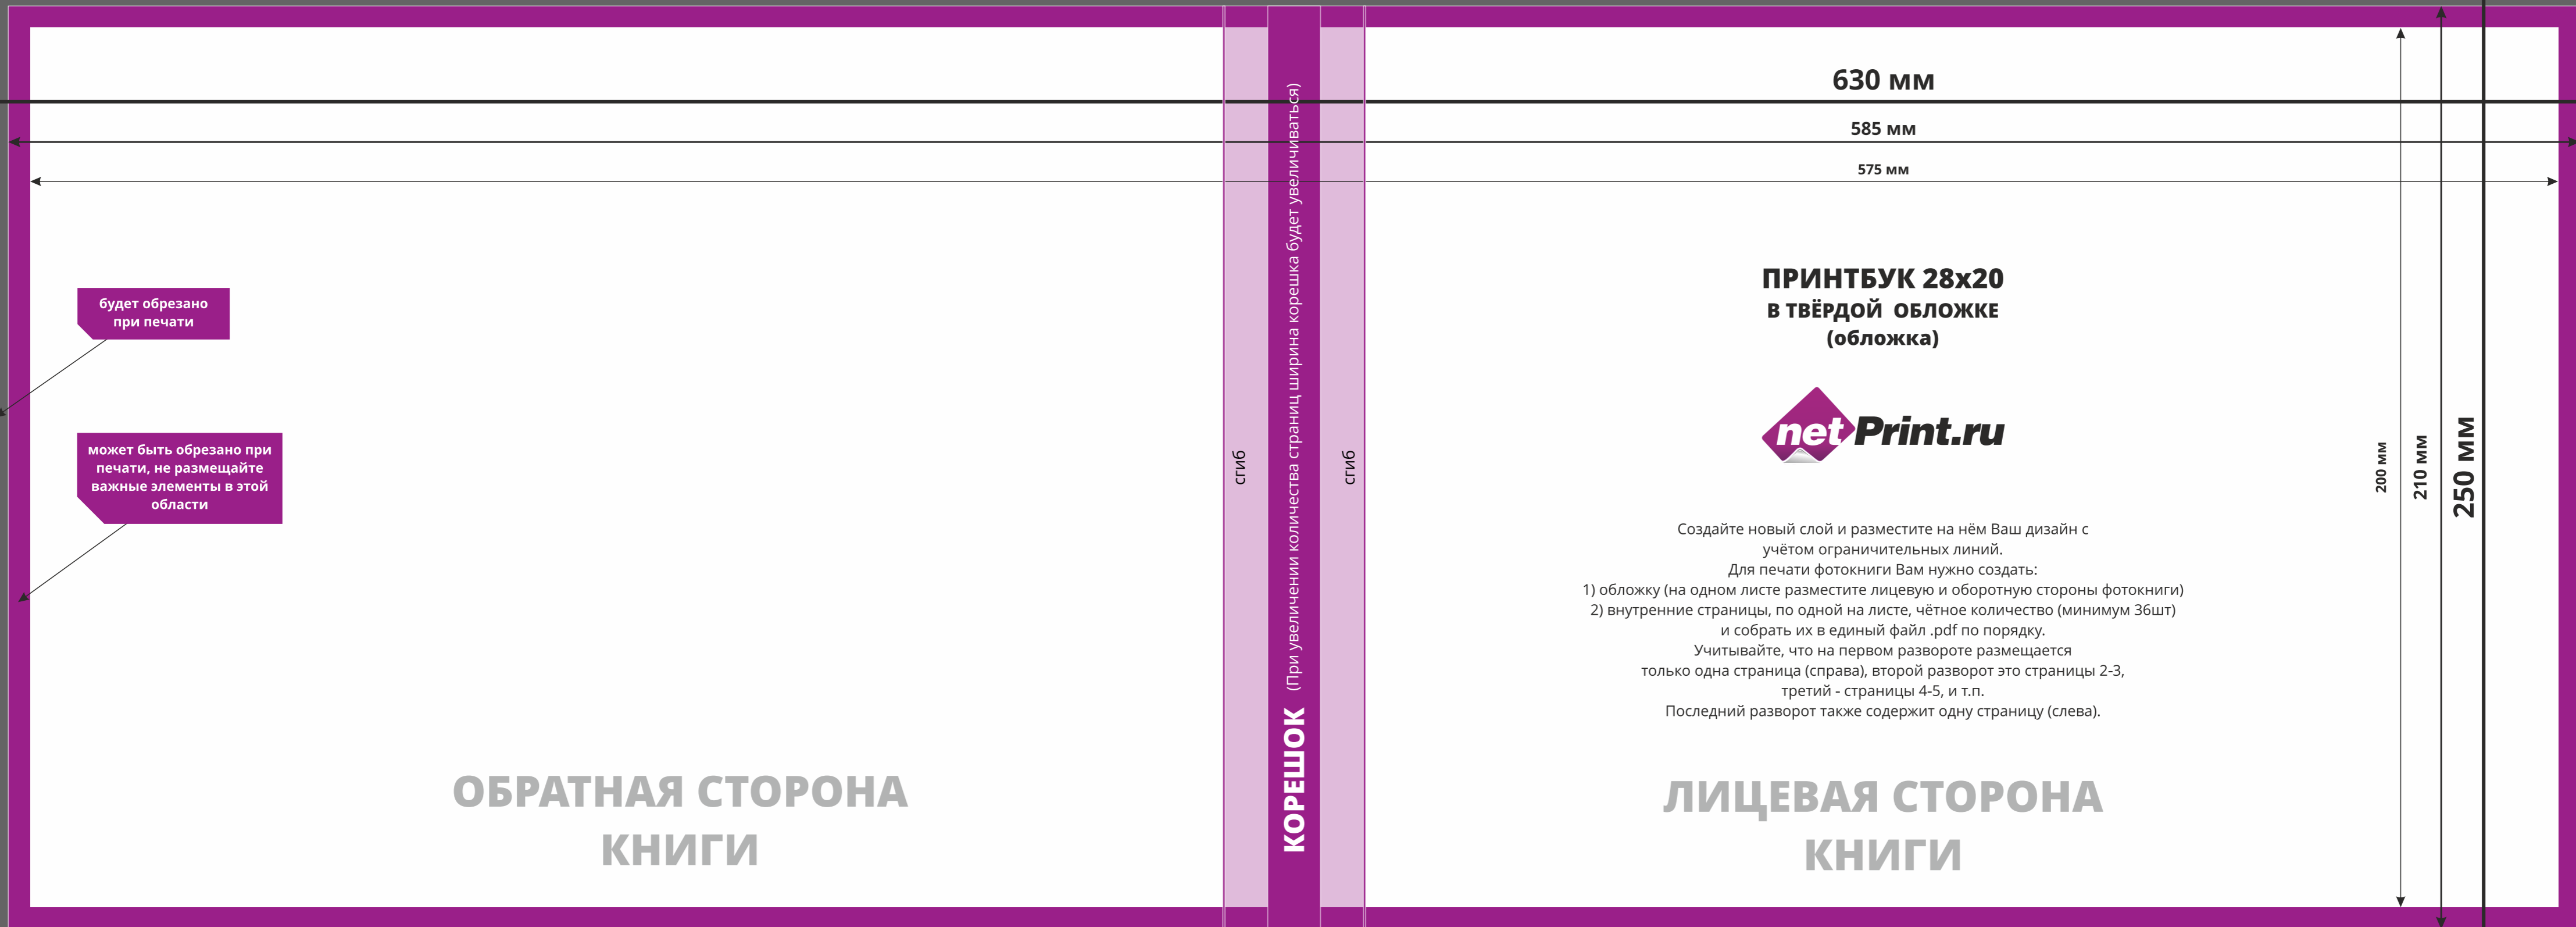 630 мм
585 мм
575 мм
будет обрезано
при печати
может быть обрезано при
печати, не размещайте
важные элементы в этой
области
ОБРАТНАЯ СТОРОНА
КНИГИ
сгиб
КОРЕШОК (При увеличении количества страниц ширина корешка будет увеличиваться)
сгиб
ПРИНТБУК 28x20
В ТВЁРДОЙ ОБЛОЖКЕ
(обложка)
netPrint.ru
Создайте новый слой и разместите на нём Ваш дизайн с
учётом ограничительных линий.
Для печати фотокниги Вам нужно создать:
1) обложку (на одном листе разместите лицевую и оборотную стороны фотокниги)
2) внутренние страницы, по одной на листе, чётное количество (минимум 36шт)
и собрать их в единый файл .pdf по порядку.
Учитывайте, что на первом развороте размещается
только одна страница (справа), второй разворот это страницы 2-3,
третий - страницы 4-5, и т.п.
Последний разворот также содержит одну страницу (слева).
ЛИЦЕВАЯ СТОРОНА
КНИГИ
200 мм
210 мм
250 мм